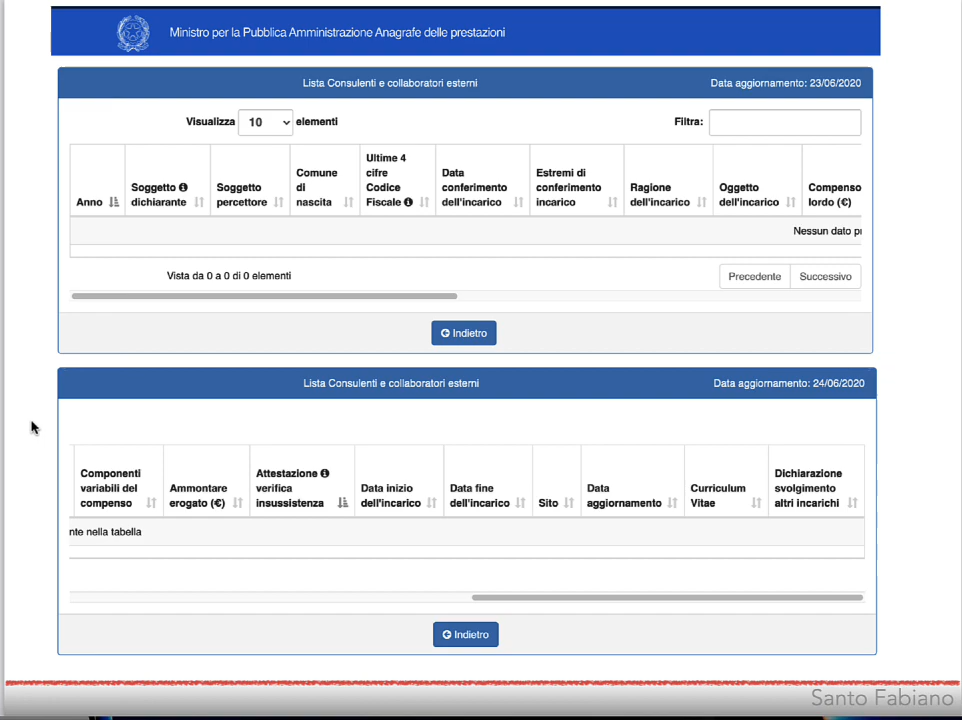 Ministro per la Pubblica Amministrazione Anagrafe delle prestazioni
Lista Consulenti e collaboratori esterni
Data aggiornamento: 23/06/2020
Visualizza 10 elementi
Filtra:
Anno
Soggetto
dichiarante
Soggetto
percettore
Comune
di
nascita
Ultime 4
cifre
Codice
Fiscale
Data
conferimento
dell'incarico
Estremi di
conferimento
incarico
Ragione
dell'incarico
Oggetto
dell'incarico
Compenso
lordo (€)
Nessun dato pr
Vista da 0 a 0 di 0 elementi
Precedente
Successivo
Indietro
Lista Consulenti e collaboratori esterni
Data aggiornamento: 24/06/2020
Componenti
variabili del
compenso
Ammontare
erogato (€)
Attestazione
verifica
insussistenza
Data inizio
dell'incarico
Data fine
dell'incarico
Sito
Data
aggiornamento
Curriculum
Vitae
Dichiarazione
svolgimento
altri incarichi
nte nella tabella
Indietro
Santo Fabiano